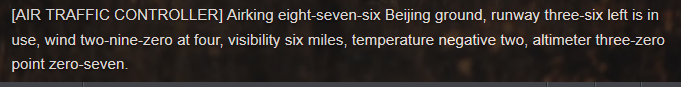 [AIR TRAFFIC CONTROLLER] Airking eight-seven-six Beijing ground, runway three-six left is in
use, wind two-nine-zero at four, visibility six miles, temperature negative two, altimeter three-zero
point zero-seven.